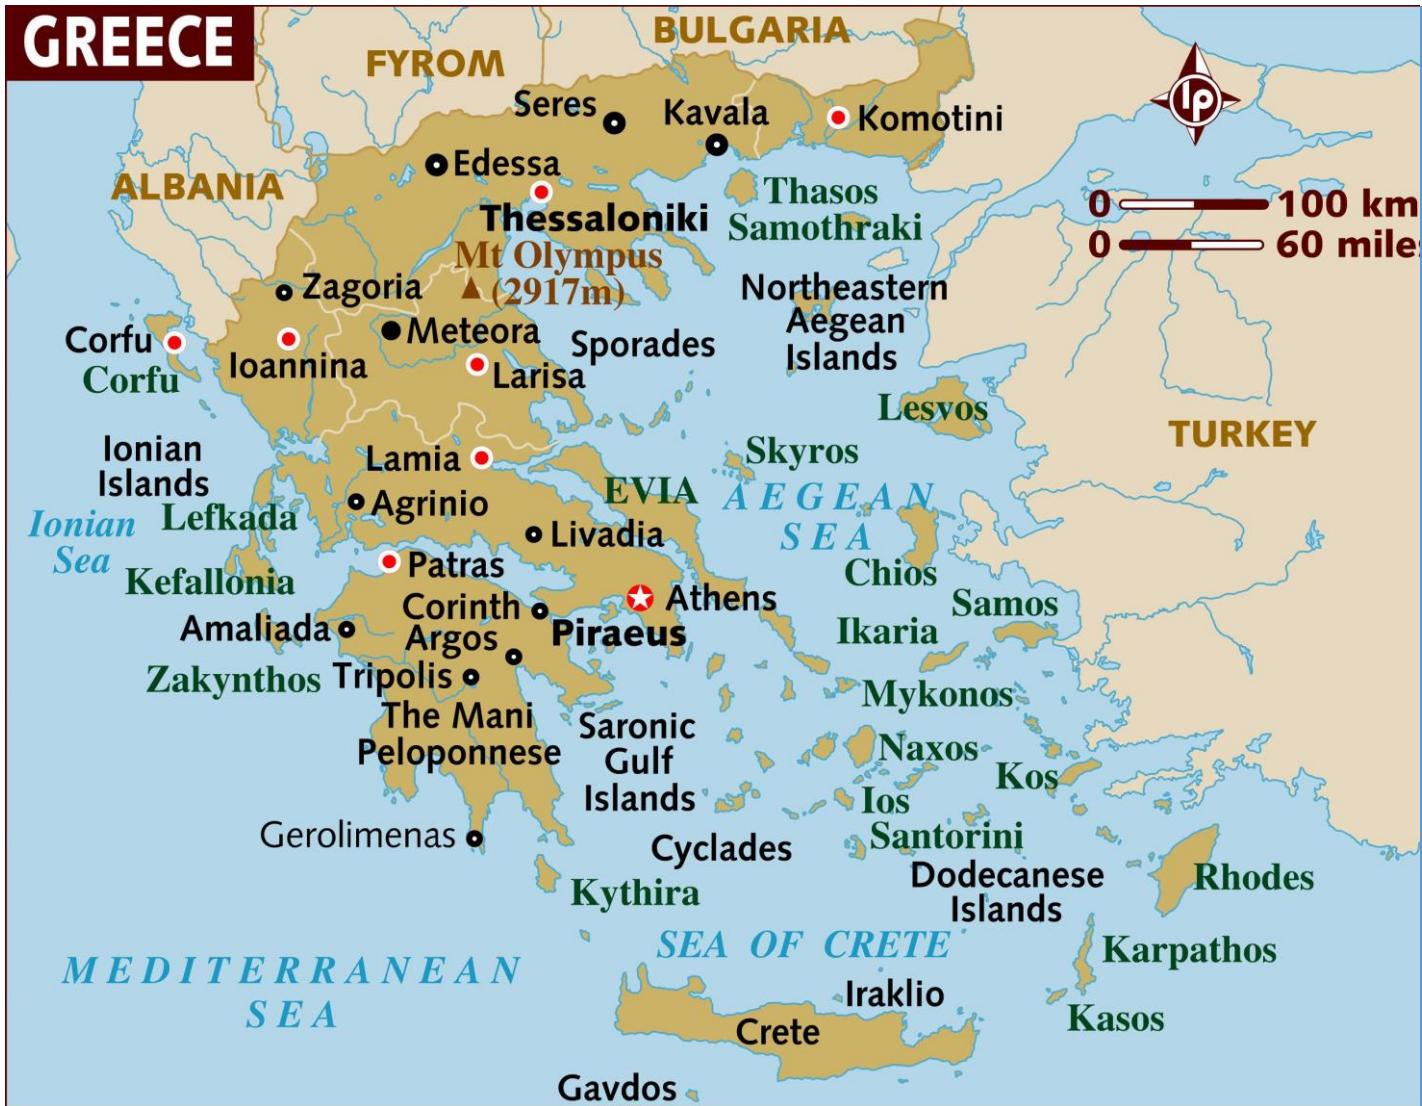 GREECE
BULGARIA
FYROM
Seres
Kavala
Komotini
Edessa
ALBANIA
Thasos
0 100 km
Thessaloniki
Samothraki
0 60 miles
Mt Olympus
(2917m)
Zagoria
Northeastern
Aegean
Islands
Meteora
Corfu
Sporades
Ioannina
Larisa
Corfu
Lesvos
TURKEY
Ionian
Islands
Lamia
Skyros
EVIA
AEGEAN
SEA
Agrinio
Lefkada
Ionian
Sea
Livadia
Patras
Kefallonia
Chios
Athens
Samos
Corinth
Piraeus
Amaliada
Argos
Ikaria
Zakynthos
Tripolis
Mykonos
The Mani
Peloponnese
Saronic
Gulf
Islands
Naxos
Kos
Ios
Gerolimenas
Santorini
Cyclades
Dodecanese
Islands
Rhodes
Kythira
SEA OF CRETE
Karpathos
MEDITERRANEAN
SEA
Iraklio
Kasos
Crete
Gavdos
lp